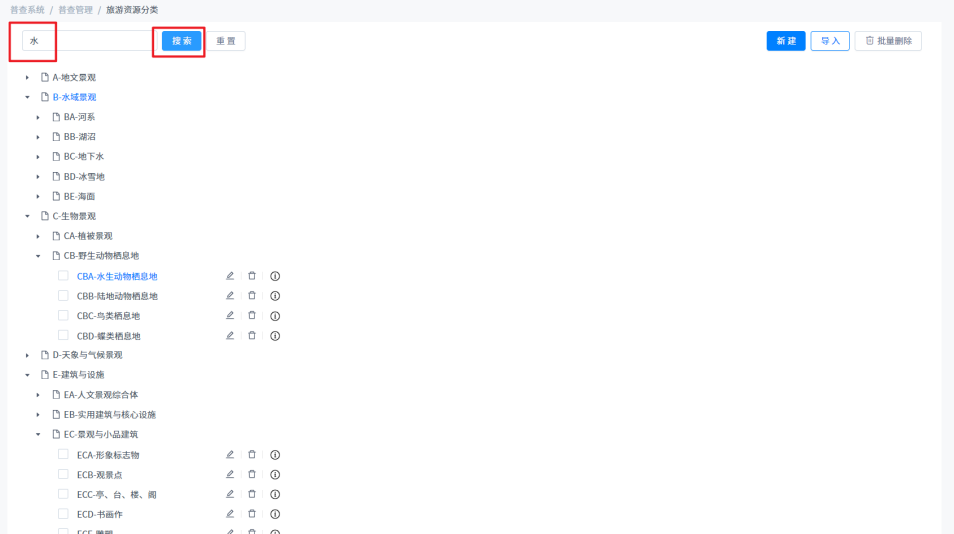 普查系统 / 普查管理 / 旅游资源分类
水 搜索 重置 新建 导入 批量删除
A-地文景观
B-水域景观
BA-河系
BB-湖沼
BC-地下水
BD-冰雪地
BE-海面
C-生物景观
CA-植被景观
CB-野生动物栖息地
CBA-水生动物栖息地
CBB-陆地动物栖息地
CBC-鸟类栖息地
CBD-蝶类栖息地
D-天象与气候景观
E-建筑与设施
EA-人文景观综合体
EB-实用建筑与核心设施
EC-景观与小品建筑
ECA-形象标志物
ECB-观景点
ECC-亭、台、楼、阁
ECD-书画作